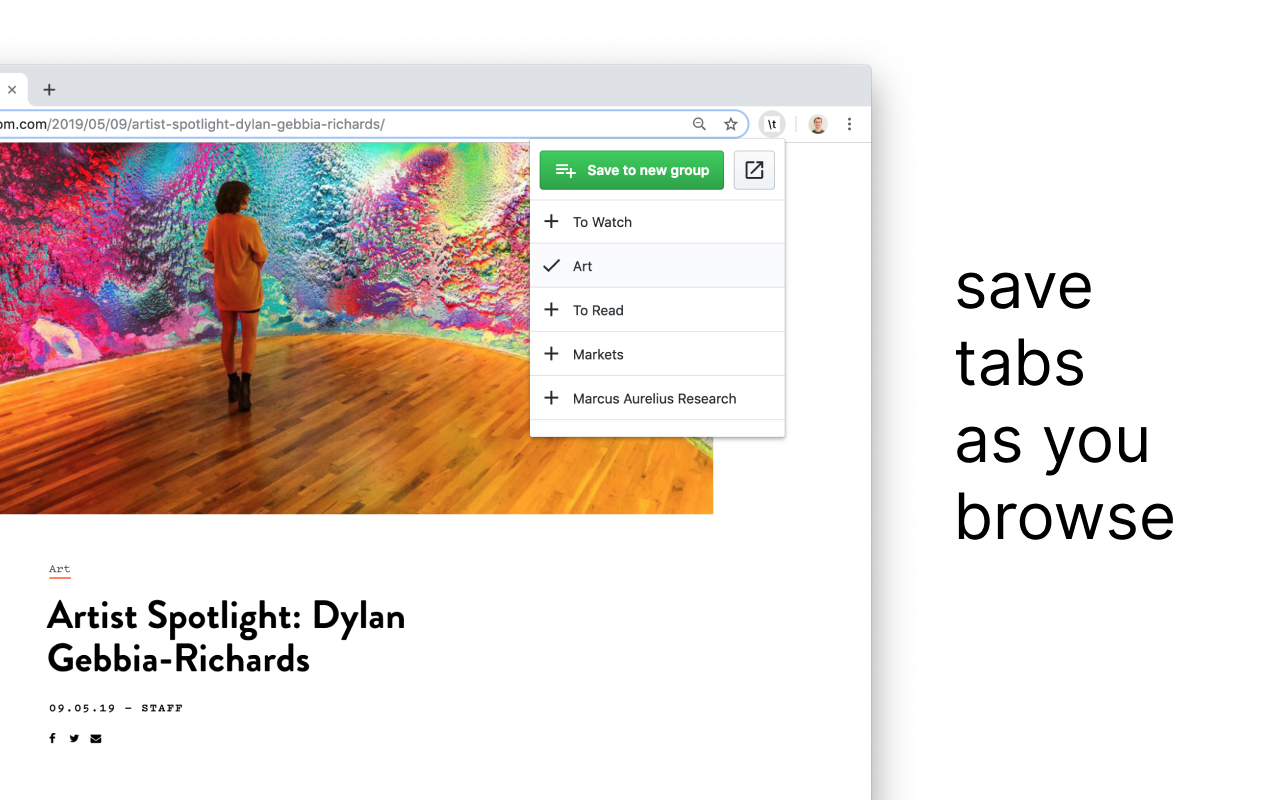 om.com/2019/05/09/artist-spotlight-dylan-gebbia-richards/
\t
Save to new group
To Watch
Art
To Read
Markets
Marcus Aurelius Research
save
tabs
as you
browse
Art
Artist Spotlight: Dylan
Gebbia-Richards
09.05.19 – STAFF